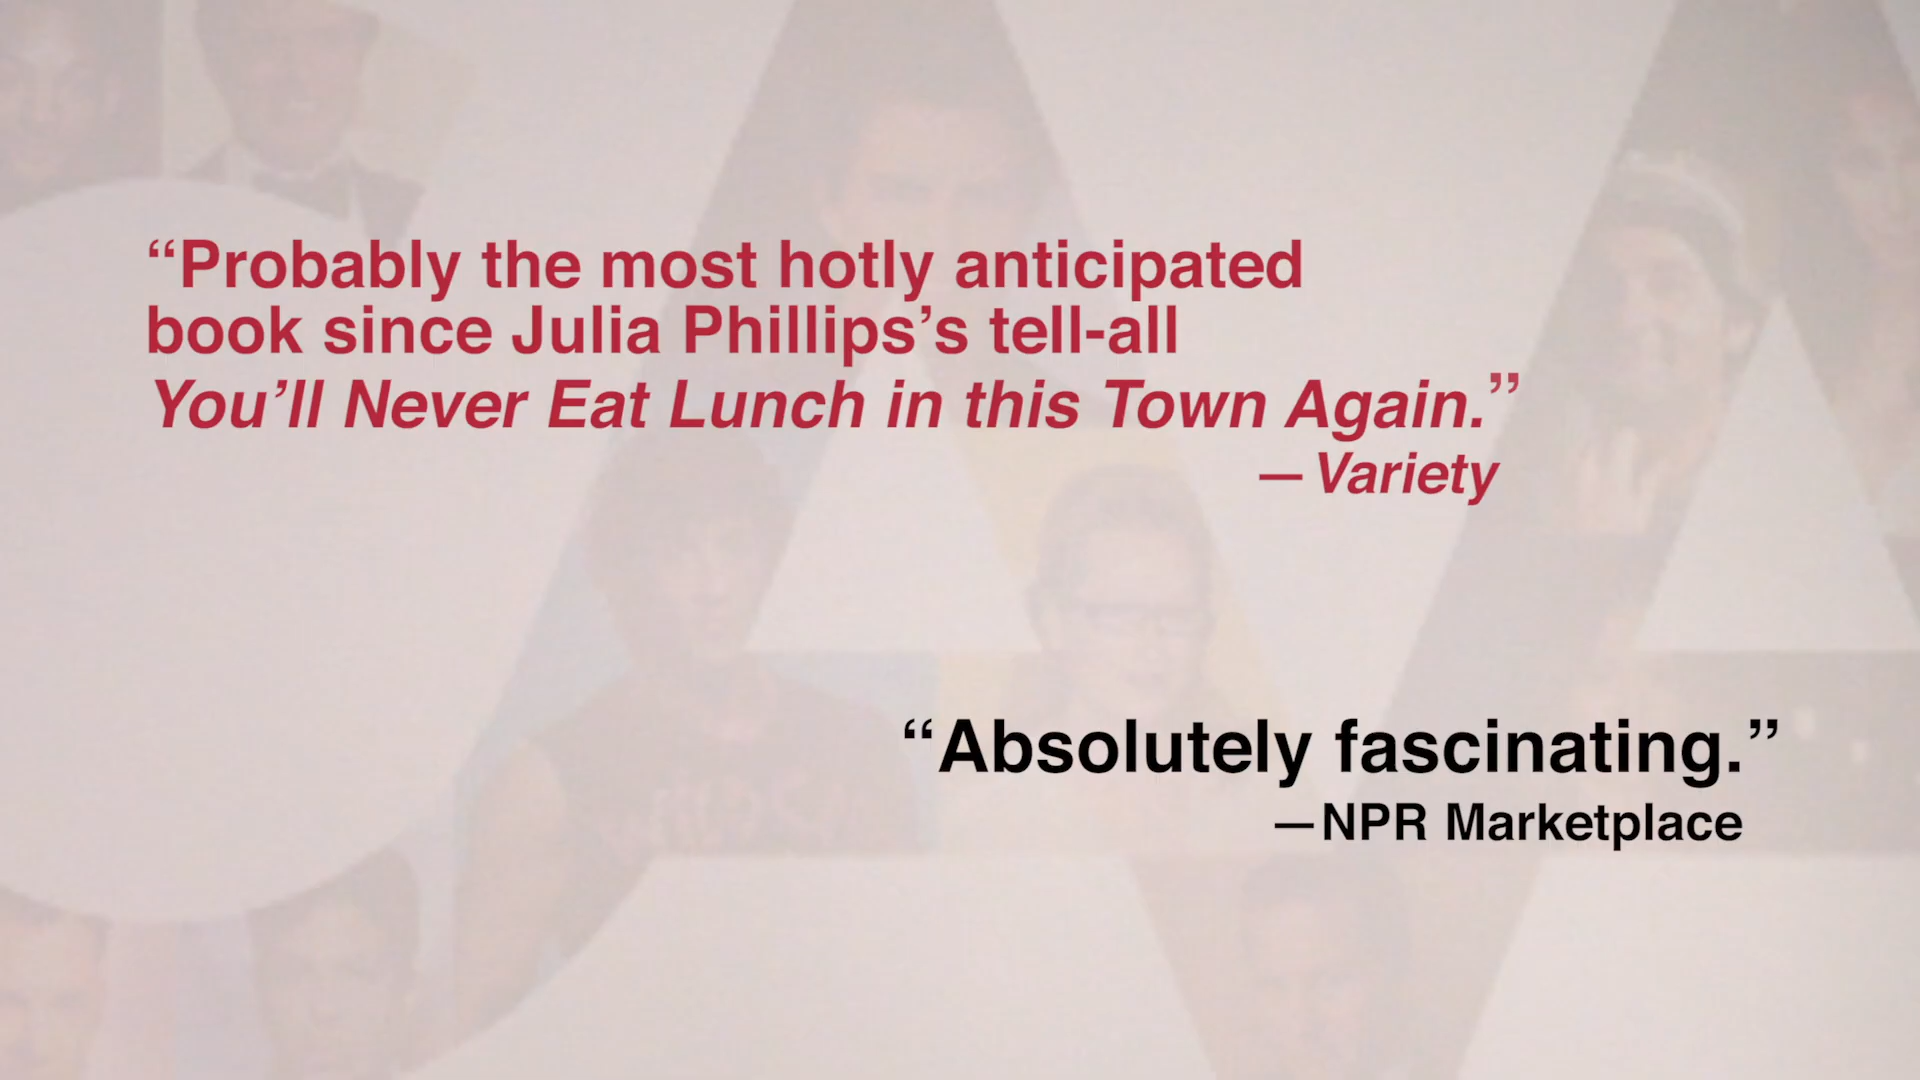 “Probably the most hotly anticipated
book since Julia Phillips’s tell-all
You’ll Never Eat Lunch in this Town Again.”
—Variety
“Absolutely fascinating.”
—NPR Marketplace